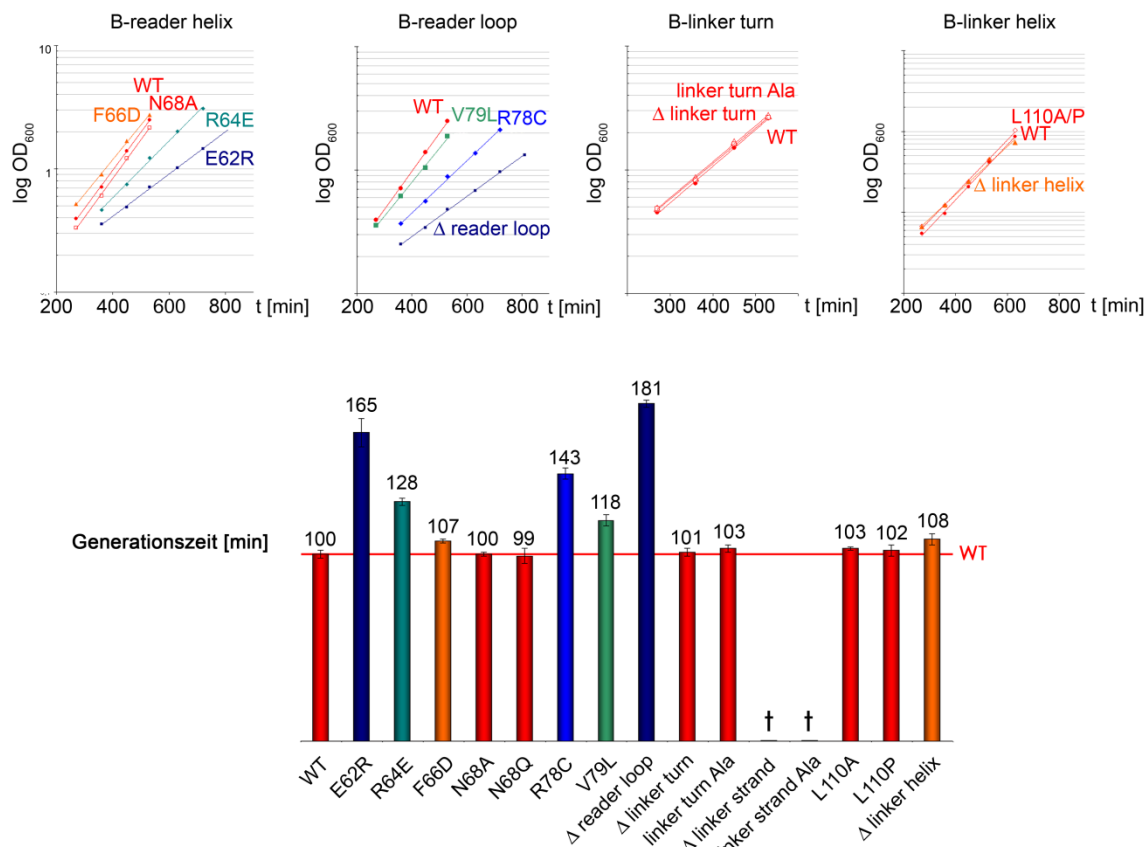 B-reader helix
B-reader loop
B-linker turn
B-linker helix
log OD600
10
1
WT
N68A
F66D
R64E
E62R
200 400 600 800 t [min]
log OD600
WT
V79L
R78C
Δ reader loop
200 400 600 800 t [min]
log OD600
linker turn Ala
Δ linker turn
WT
200 300 400 500 t [min]
log OD600
L110A/P
WT
Δ linker helix
200 400 600 800 t [min]
Generationszeit [min]
100
165
128
107
100
99
143
118
181
101
103
†
†
103
102
108
WT
WT
E62R
R64E
F66D
N68A
N68Q
R78C
V79L
Δ reader loop
Δ linker turn
linker turn Ala
Δ linker strand
linker strand Ala
L110A
L110P
Δ linker helix